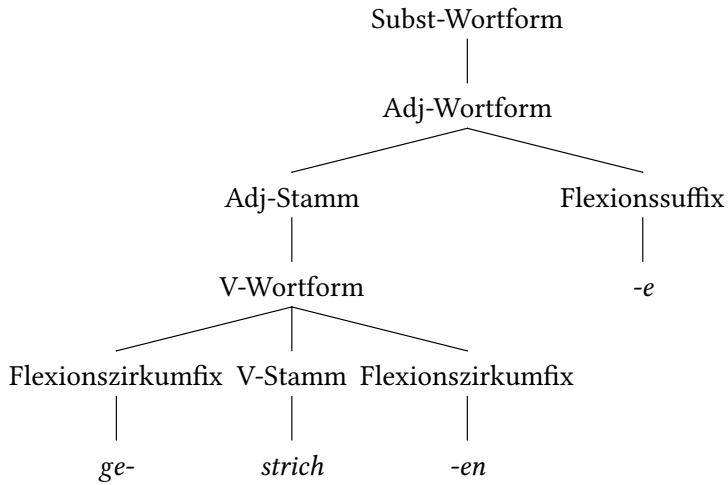 Subst-Wortform
Adj-Wortform
Adj-Stamm Flexionssuffix
V-Wortform -e
Flexionszirkumfix V-Stamm Flexionszirkumfix
ge- strich -en